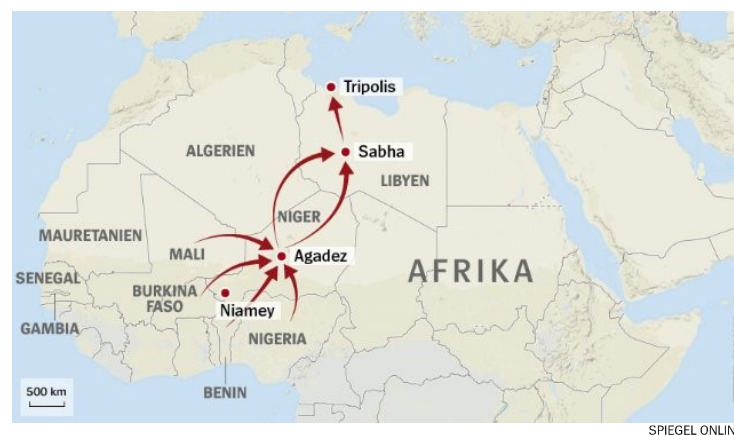 Tripolis
ALGERIEN
Sabha
LIBYEN
NIGER
MAURETANIEN
MALI
Agadez
AFRIKA
SENEGAL
BURKINA
FASO
Niamey
GAMBIA
NIGERIA
BENIN
500 km
SPIEGEL ONLIN